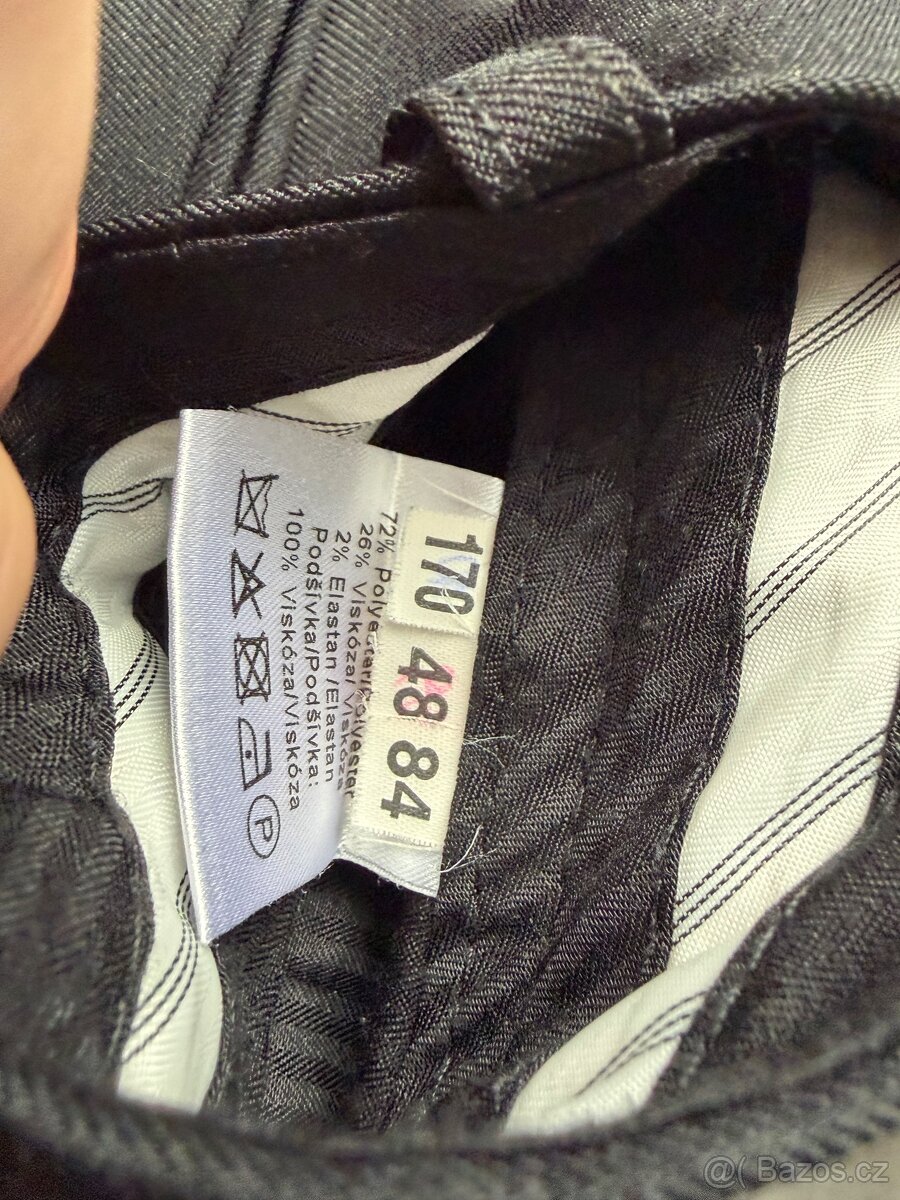 170 48 84
72% Polyester/Polyester
26% Viskóza/Viskóza
2% Elastan/Elastan
Podšívka/Podšívka:
100% Viskóza/Viskóza
P
@( Bazos.cz